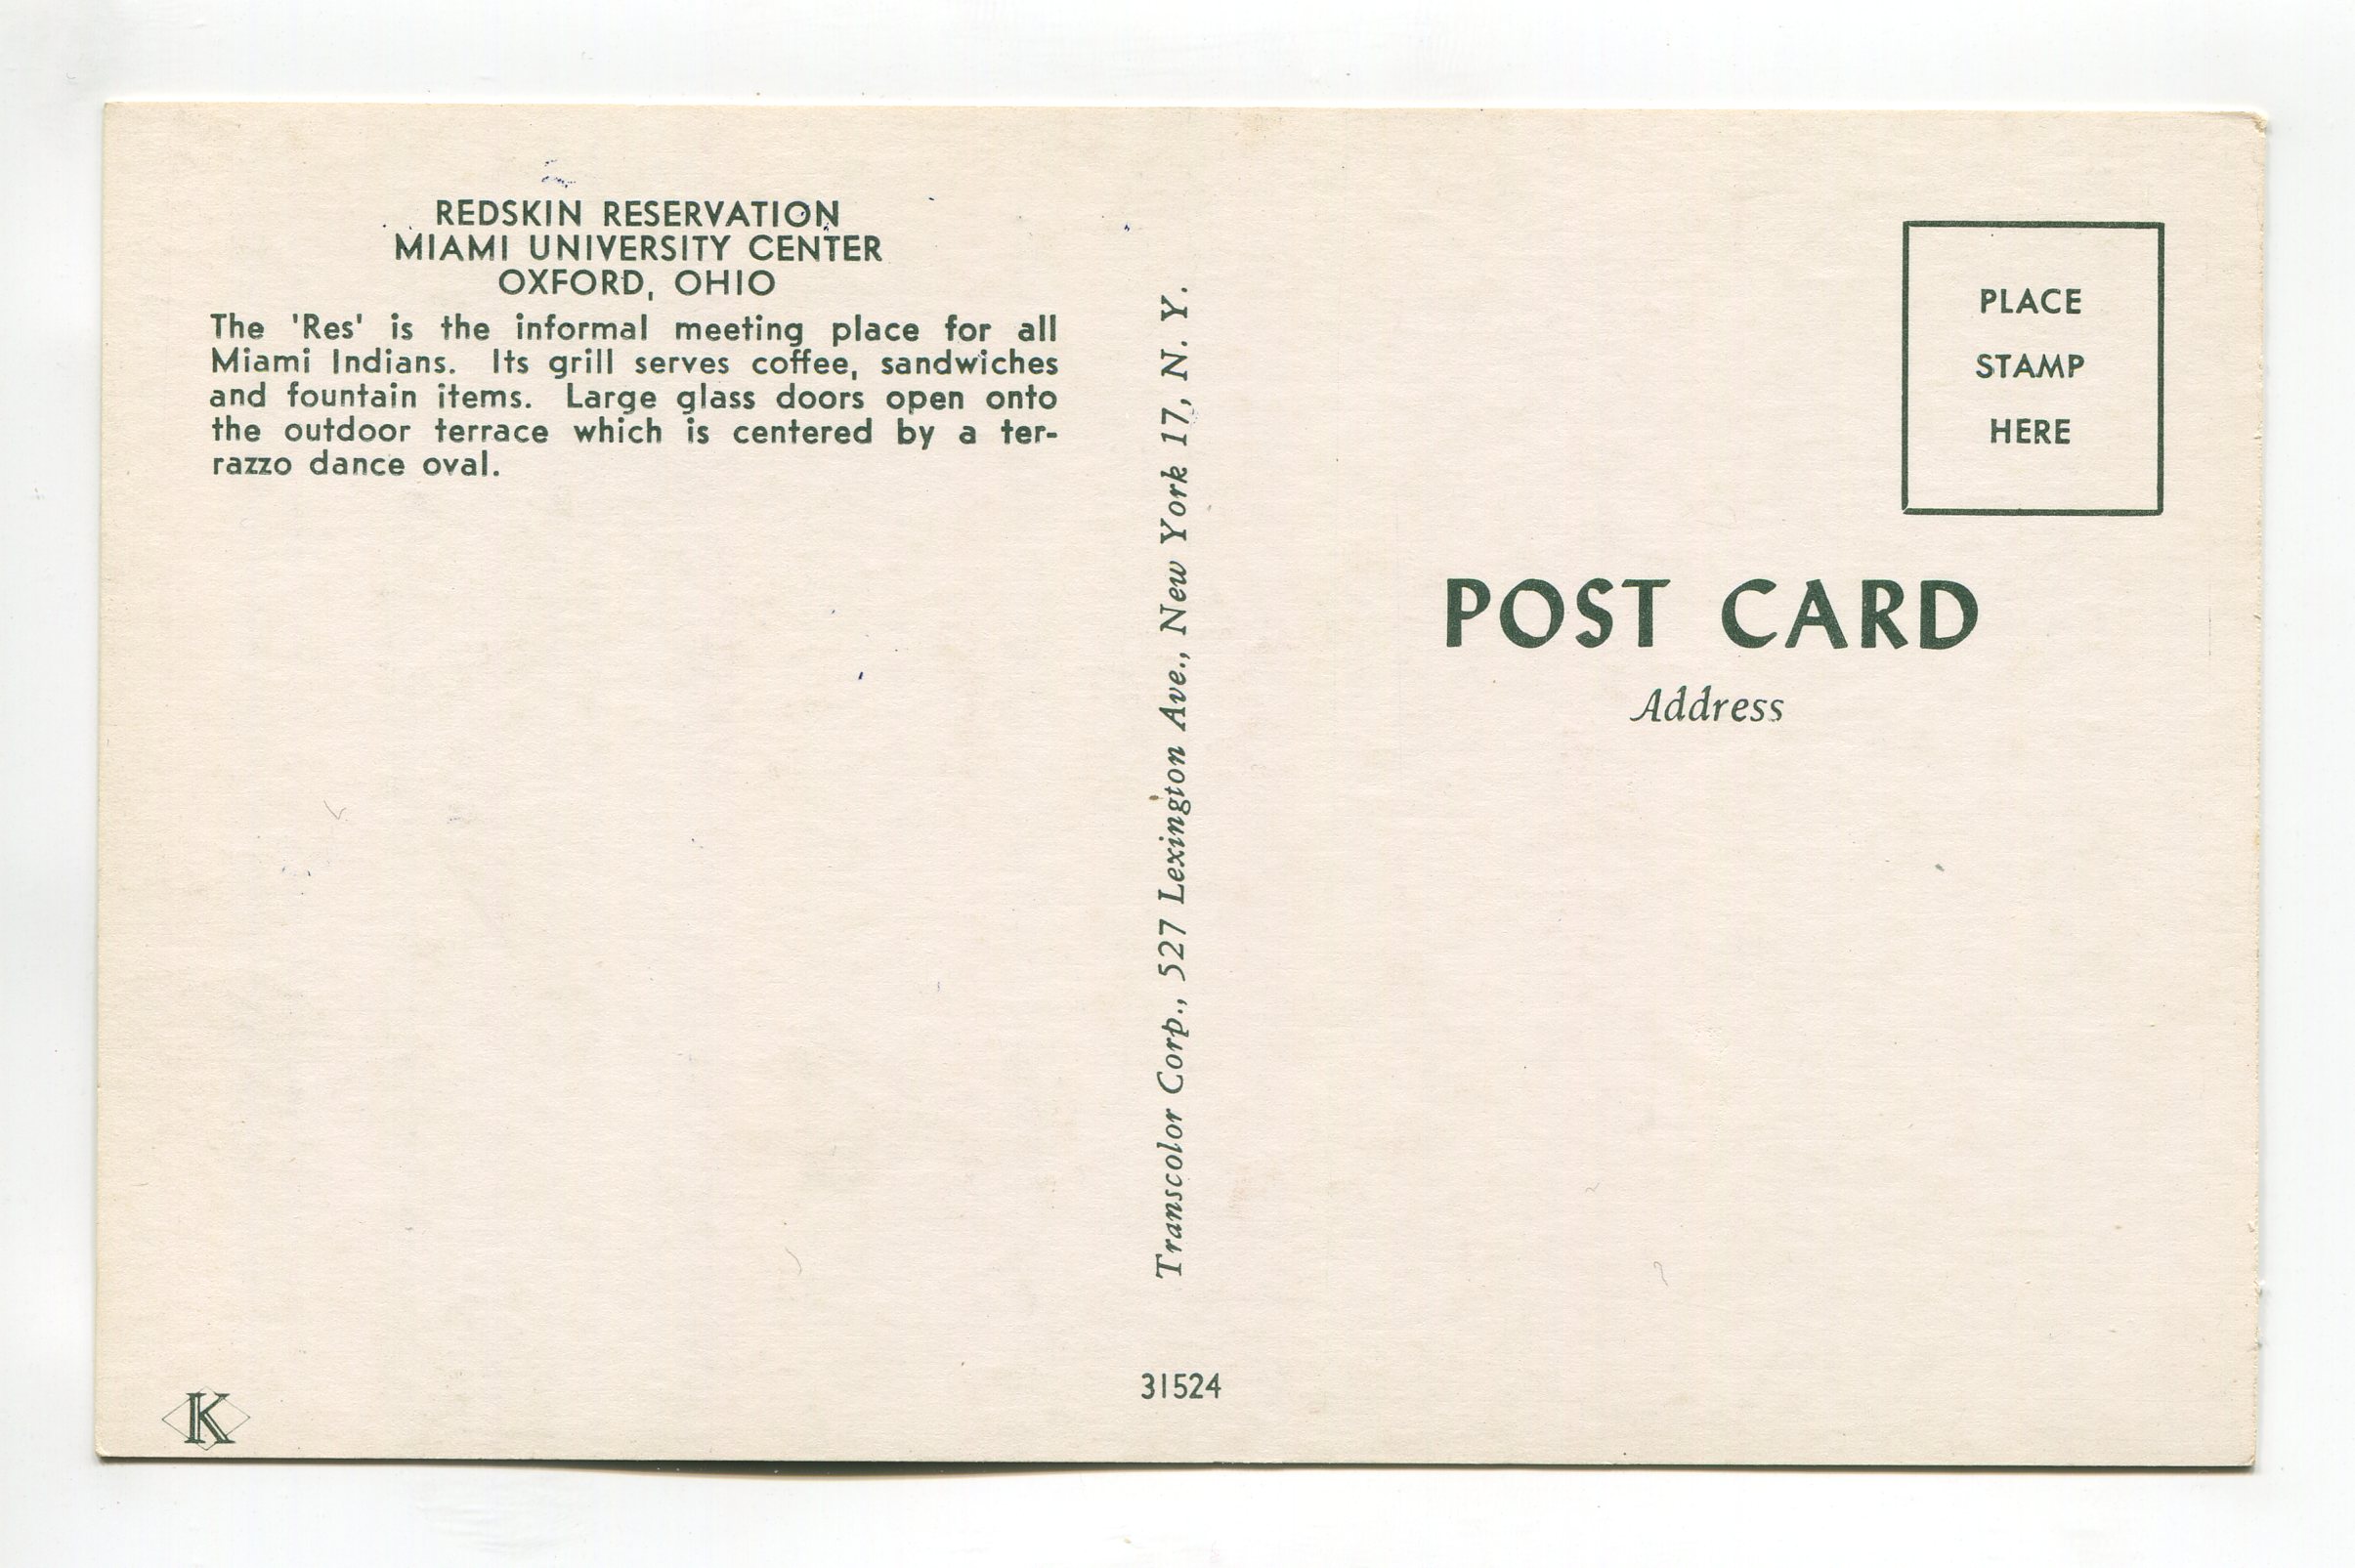 REDSKIN RESERVATION
MIAMI UNIVERSITY CENTER
OXFORD, OHIO
The 'Res' is the informal meeting place for all
Miami Indians. Its grill serves coffee, sandwiches
and fountain items. Large glass doors open onto
the outdoor terrace which is centered by a ter-
razzo dance oval.
K
Transcolor Corp., 527 Lexington Ave., New York 17, N. Y.
31524
PLACE
STAMP
HERE
POST CARD
Address